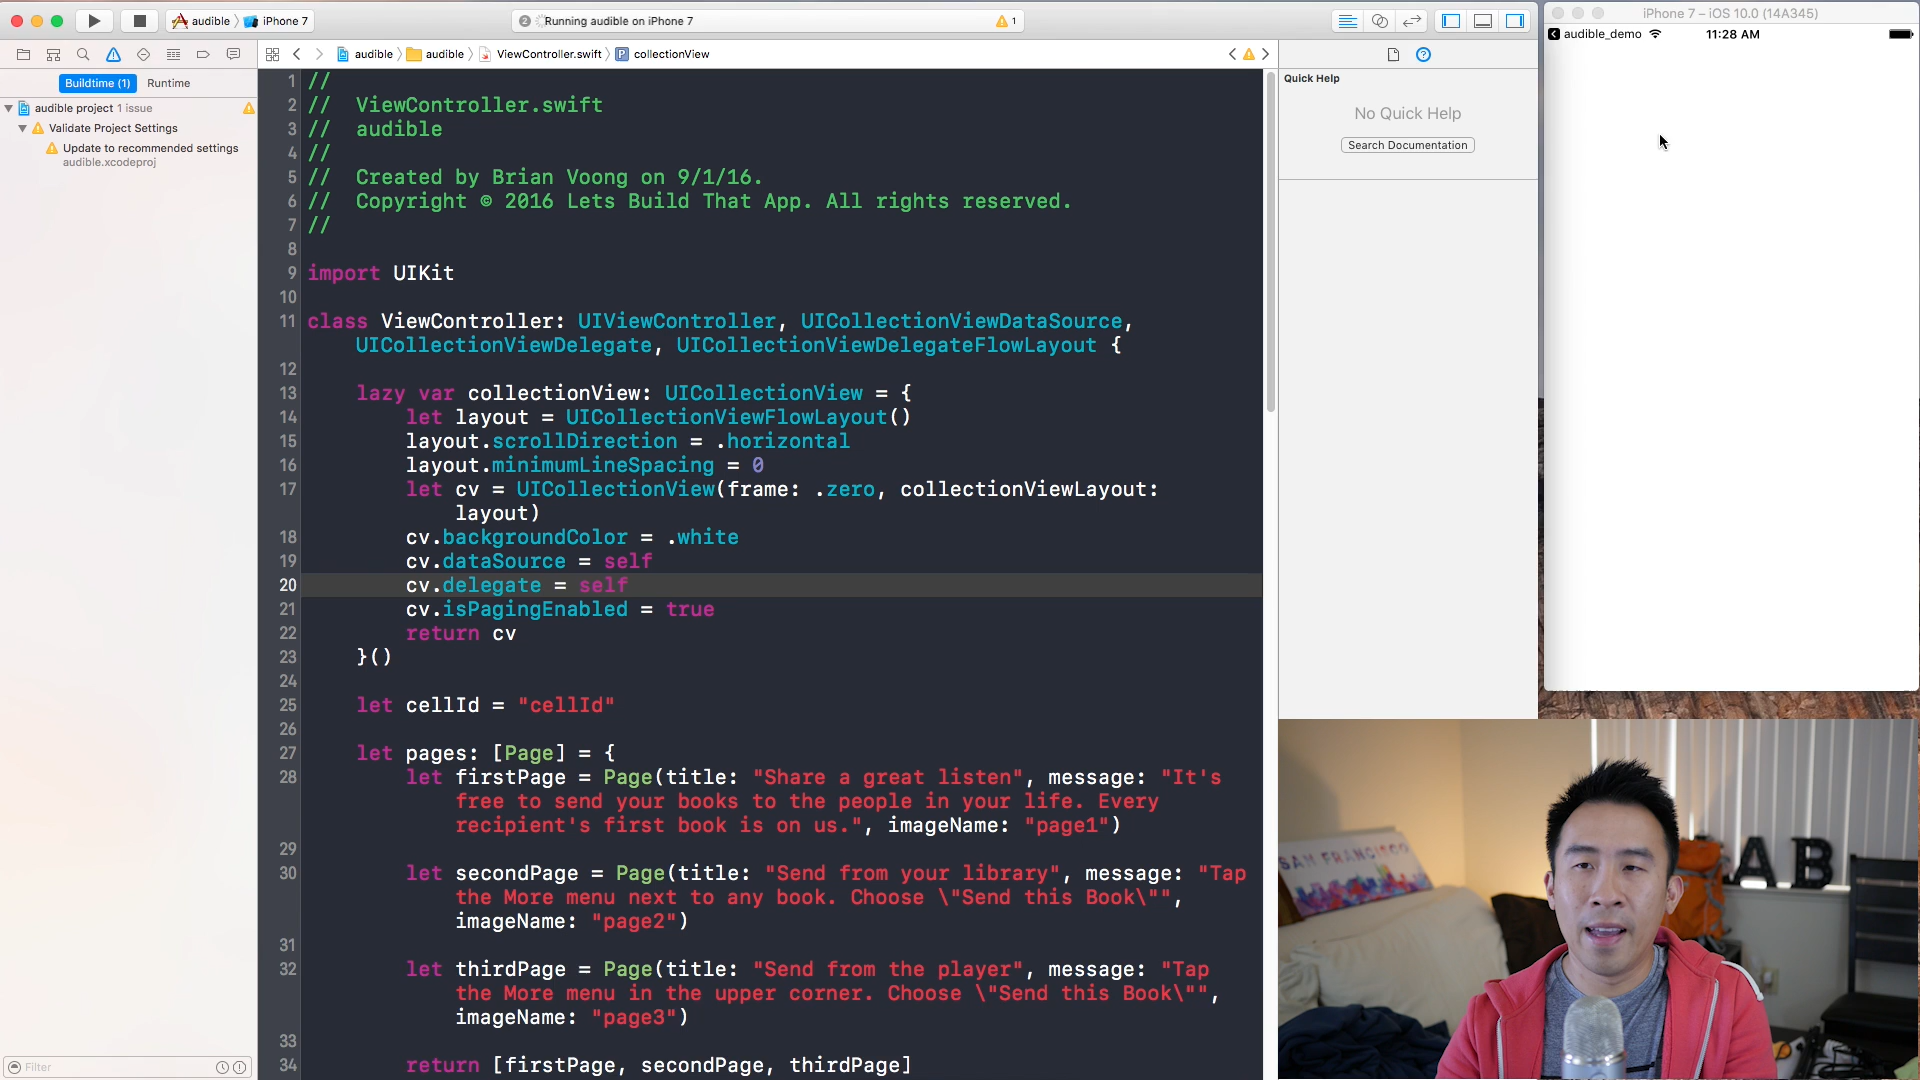 audible
iPhone 7
2
Running audible on iPhone 7
1
iPhone 7 – iOS 10.0 (14A345)
audible_demo
11:28 AM
audible
audible
ViewController.swift
collectionView
Buildtime (1)
Runtime
audible project 1 issue
Validate Project Settings
Update to recommended settings
audible.xcodeproj
Filter
Quick Help
No Quick Help
Search Documentation
1 //
2 //  ViewController.swift
3 //  audible
4 //
5 //  Created by Brian Voong on 9/1/16.
6 //  Copyright © 2016 Lets Build That App. All rights reserved.
7 //
8
9 import UIKit
10
11 class ViewController: UIViewController, UICollectionViewDataSource,
UICollectionViewDelegate, UICollectionViewDelegateFlowLayout {
12
13 lazy var collectionView: UICollectionView = {
14 let layout = UICollectionViewFlowLayout()
15 layout.scrollDirection = .horizontal
16 layout.minimumLineSpacing = 0
17 let cv = UICollectionView(frame: .zero, collectionViewLayout:
layout)
18 cv.backgroundColor = .white
19 cv.dataSource = self
20 cv.delegate = self
21 cv.isPagingEnabled = true
22 return cv
23 }()
24
25 let cellId = "cellId"
26
27 let pages: [Page] = {
28 let firstPage = Page(title: "Share a great listen", message: "It's
free to send your books to the people in your life. Every
recipient's first book is on us.", imageName: "page1")
29
30 let secondPage = Page(title: "Send from your library", message: "Tap
the More menu next to any book. Choose \"Send this Book\"",
imageName: "page2")
31
32 let thirdPage = Page(title: "Send from the player", message: "Tap
the More menu in the upper corner. Choose \"Send this Book\"",
imageName: "page3")
33
34 return [firstPage, secondPage, thirdPage]
SAN FRANCISCO
AB